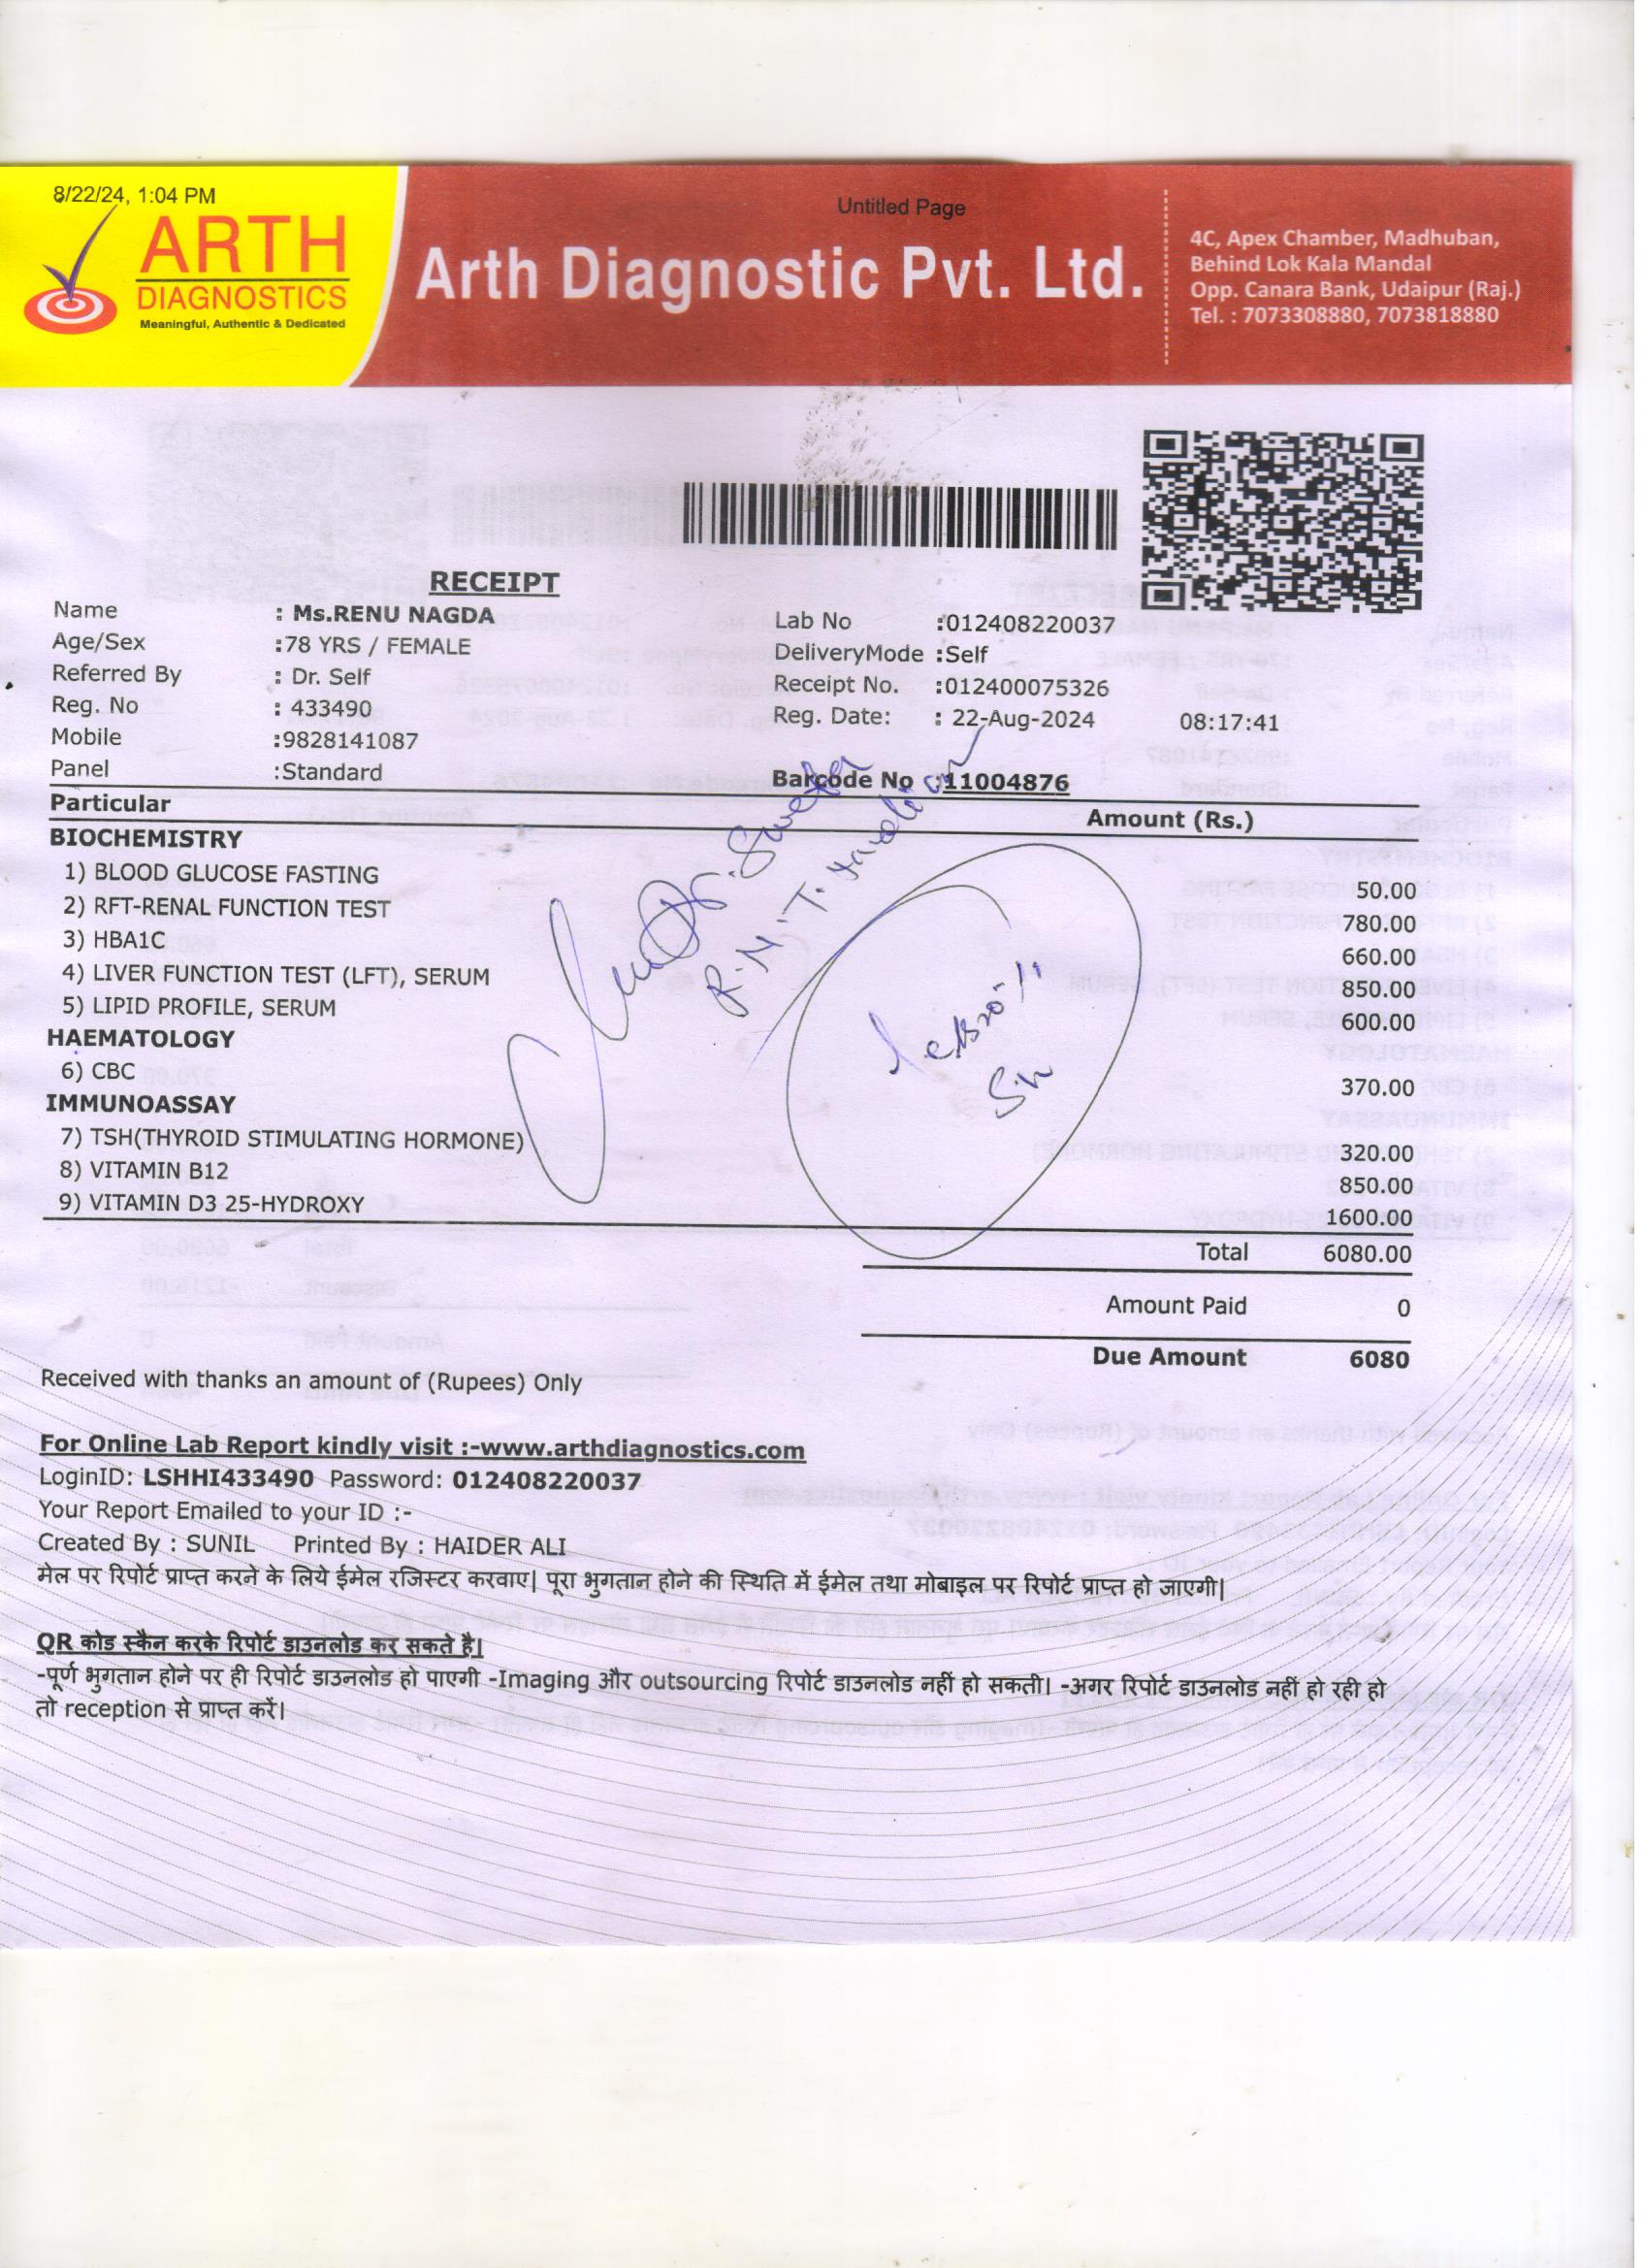 8/22/24, 1:04 PM
Untitled Page
ARTH
DIAGNOSTICS
Meaningful, Authentic & Dedicated
Arth Diagnostic Pvt. Ltd.
4C, Apex Chamber, Madhuban,
Behind Lok Kala Mandal
Opp. Canara Bank, Udaipur (Raj.)
Tel. : 7073308880, 7073818880
RECEIPT
Name : Ms.RENU NAGDA
Lab No :012408220037
Age/Sex :78 YRS / FEMALE
DeliveryMode :Self
Referred By : Dr. Self
Receipt No. :012400075326
Reg. No : 433490
Reg. Date: : 22-Aug-2024 08:17:41
Mobile :9828141087
Panel :Standard
Barcode No :11004876
Particular Amount (Rs.)
BIOCHEMISTRY
1) BLOOD GLUCOSE FASTING 50.00
2) RFT-RENAL FUNCTION TEST 780.00
3) HBA1C 660.00
4) LIVER FUNCTION TEST (LFT), SERUM 850.00
5) LIPID PROFILE, SERUM 600.00
HAEMATOLOGY
6) CBC 370.00
IMMUNOASSAY
7) TSH(THYROID STIMULATING HORMONE) 320.00
8) VITAMIN B12 850.00
9) VITAMIN D3 25-HYDROXY 1600.00
Dr.
R.N.T.
Sir
Total 6080.00
Amount Paid 0
Due Amount 6080
Received with thanks an amount of (Rupees) Only
For Online Lab Report kindly visit :-www.arthdiagnostics.com
LoginID: LSHHI433490 Password: 012408220037
Your Report Emailed to your ID :-
Created By : SUNIL Printed By : HAIDER ALI
मेल पर रिपोर्ट प्राप्त करने के लिये ईमेल रजिस्टर करवाए| पूरा भुगतान होने की स्थिति में ईमेल तथा मोबाइल पर रिपोर्ट प्राप्त हो जाएगी|
QR कोड स्कैन करके रिपोर्ट डाउनलोड कर सकते है|
-पूर्ण भुगतान होने पर ही रिपोर्ट डाउनलोड हो पाएगी -Imaging और outsourcing रिपोर्ट डाउनलोड नहीं हो सकती। -अगर रिपोर्ट डाउनलोड नहीं हो रही हो
तो reception से प्राप्त करें।